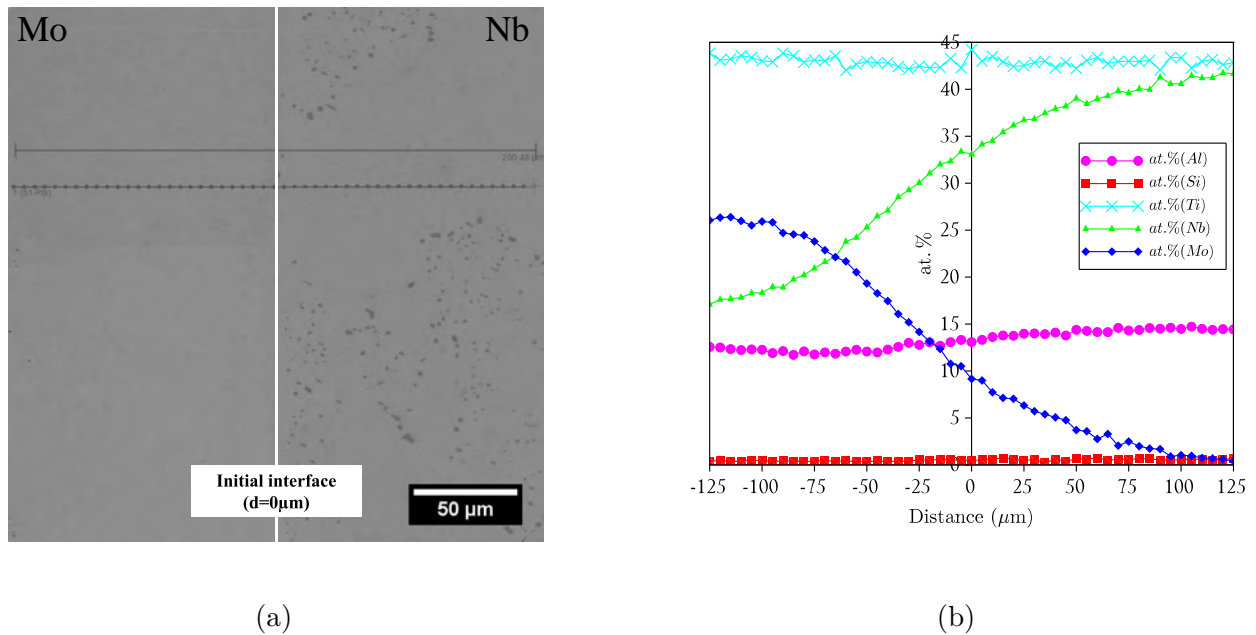 Mo
Nb
Initial interface
(d=0µm)
50 µm
(a)
45
40
35
30
25
20
15
10
5
0
at. %
at.%(Al)
at.%(Si)
at.%(Ti)
at.%(Nb)
at.%(Mo)
-125 -100 -75 -50 -25 0 25 50 75 100 125
Distance (µm)
(b)